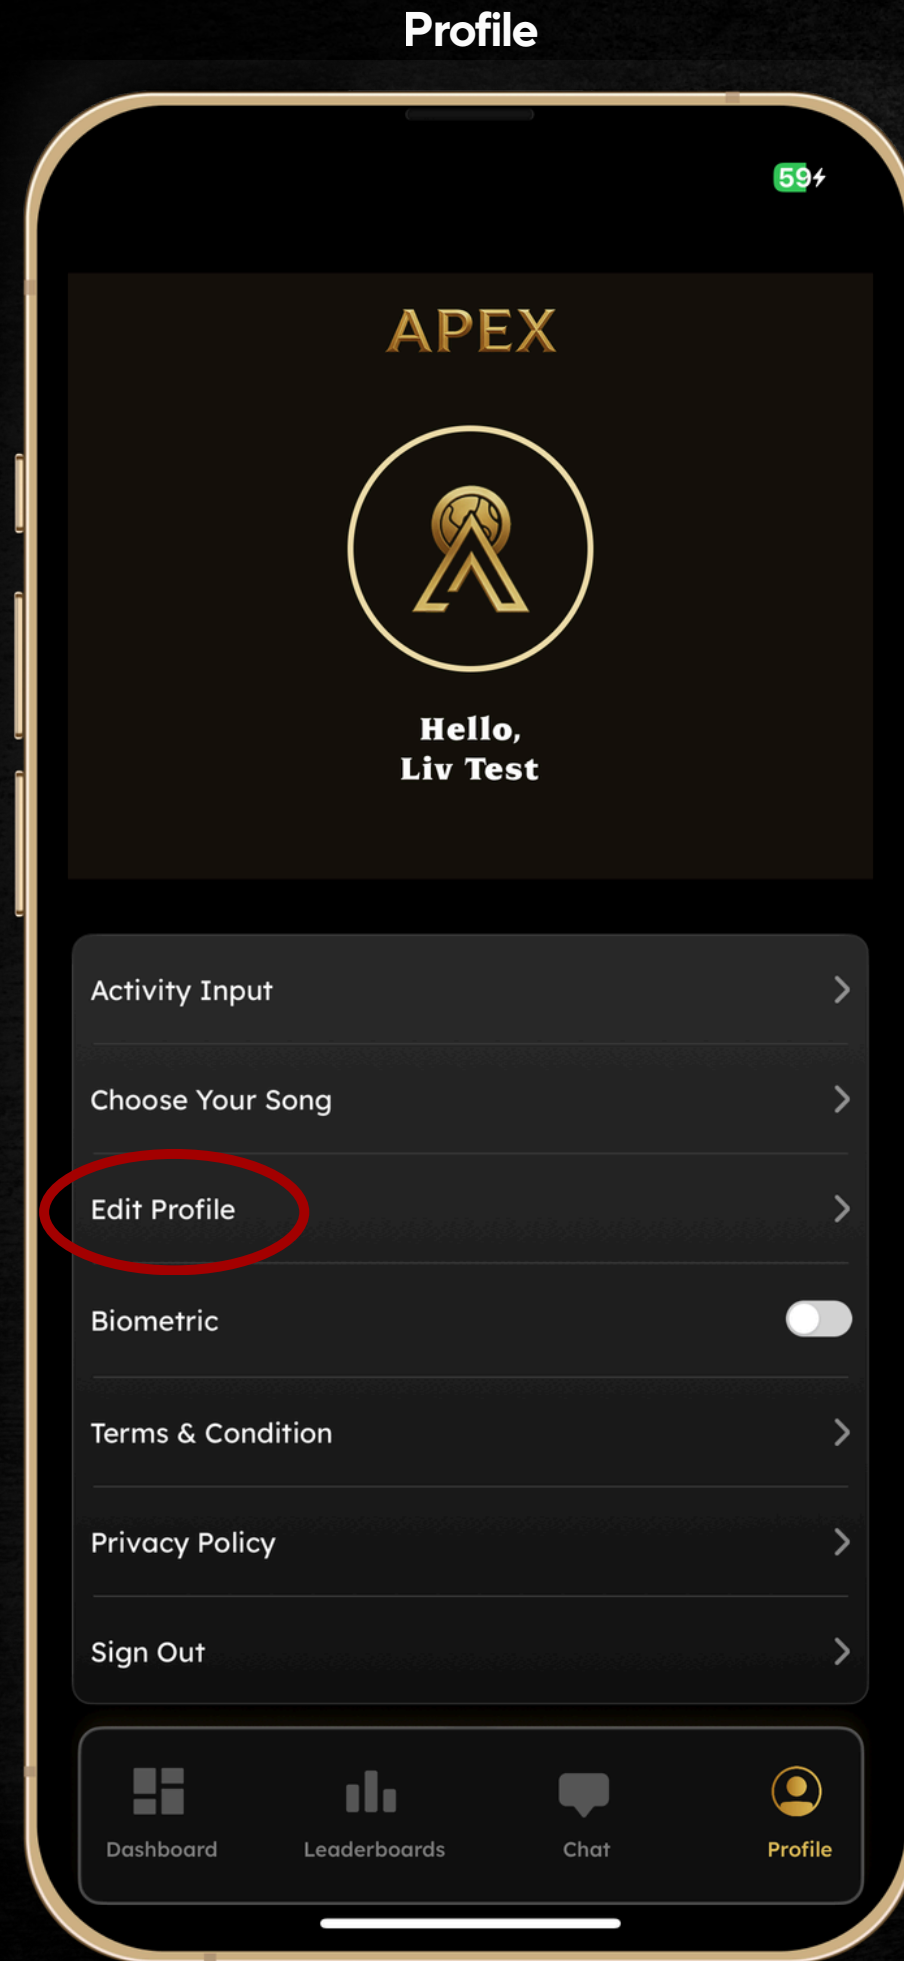 Profile
59
APEX
Hello,
Liv Test
Activity Input
Choose Your Song
Edit Profile
Biometric
Terms & Condition
Privacy Policy
Sign Out
Dashboard
Leaderboards
Chat
Profile